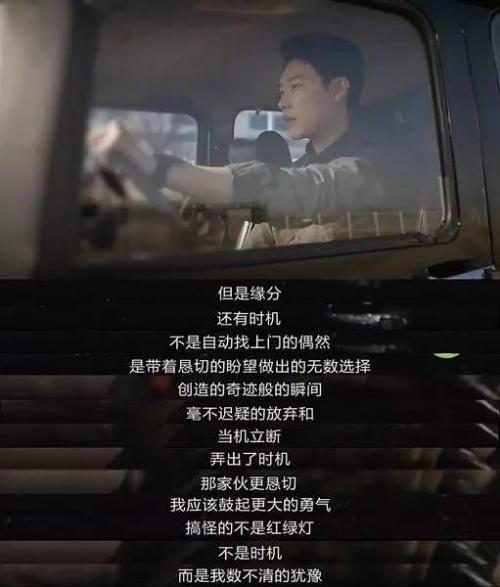 但是缘分
还有时机
不是自动找上门的偶然
是带着恳切的盼望做出的无数选择
创造的奇迹般的瞬间
毫不迟疑的放弃和
当机立断
弄出了时机
那家伙更恳切
我应该鼓起更大的勇气
搞怪的不是红绿灯
不是时机
而是我数不清的犹豫